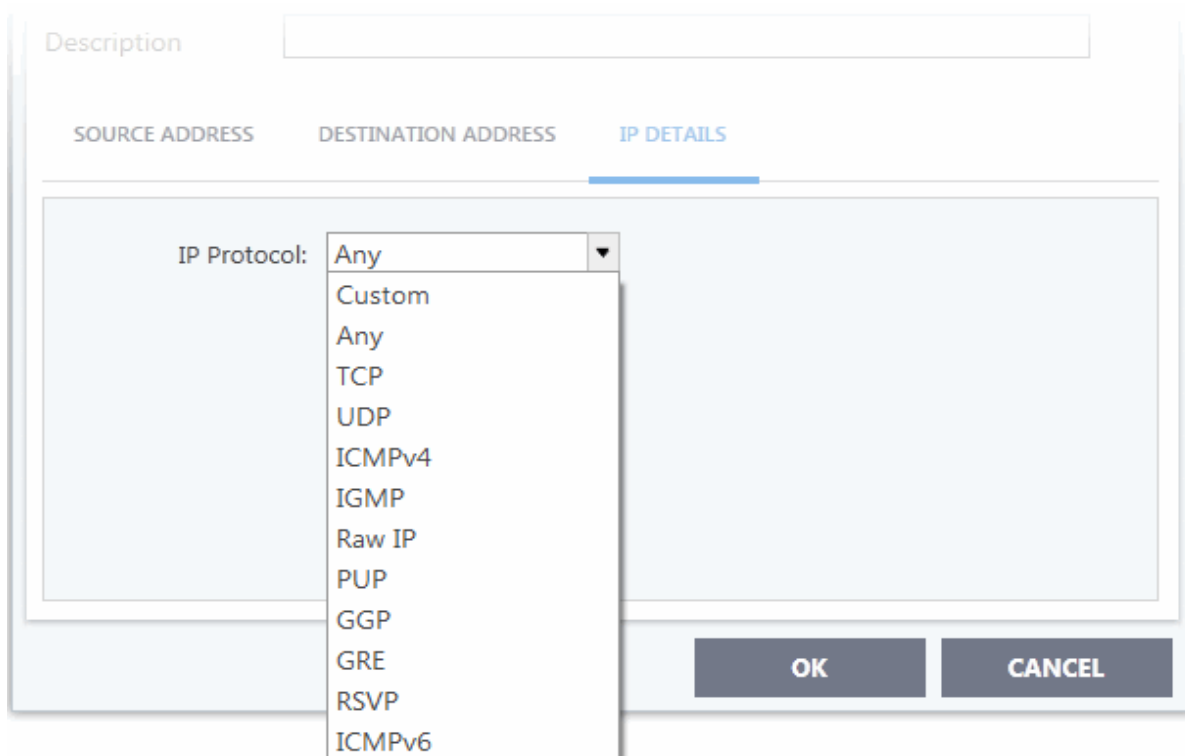 Description
SOURCE ADDRESS DESTINATION ADDRESS IP DETAILS
IP Protocol: Any
Custom
Any
TCP
UDP
ICMPv4
IGMP
Raw IP
PUP
GGP
GRE
OK CANCEL
RSVP
ICMPv6